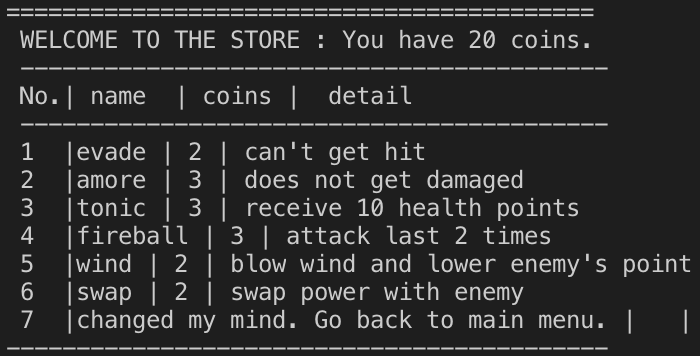 ==========================================
WELCOME TO THE STORE : You have 20 coins.
------------------------------------------
No.| name  | coins |  detail
------------------------------------------
1  |evade | 2 | can't get hit
2  |amore | 3 | does not get damaged
3  |tonic | 3 | receive 10 health points
4  |fireball | 3 | attack last 2 times
5  |wind | 2 | blow wind and lower enemy's point
6  |swap | 2 | swap power with enemy
7  |changed my mind. Go back to main menu. |   |
------------------------------------------